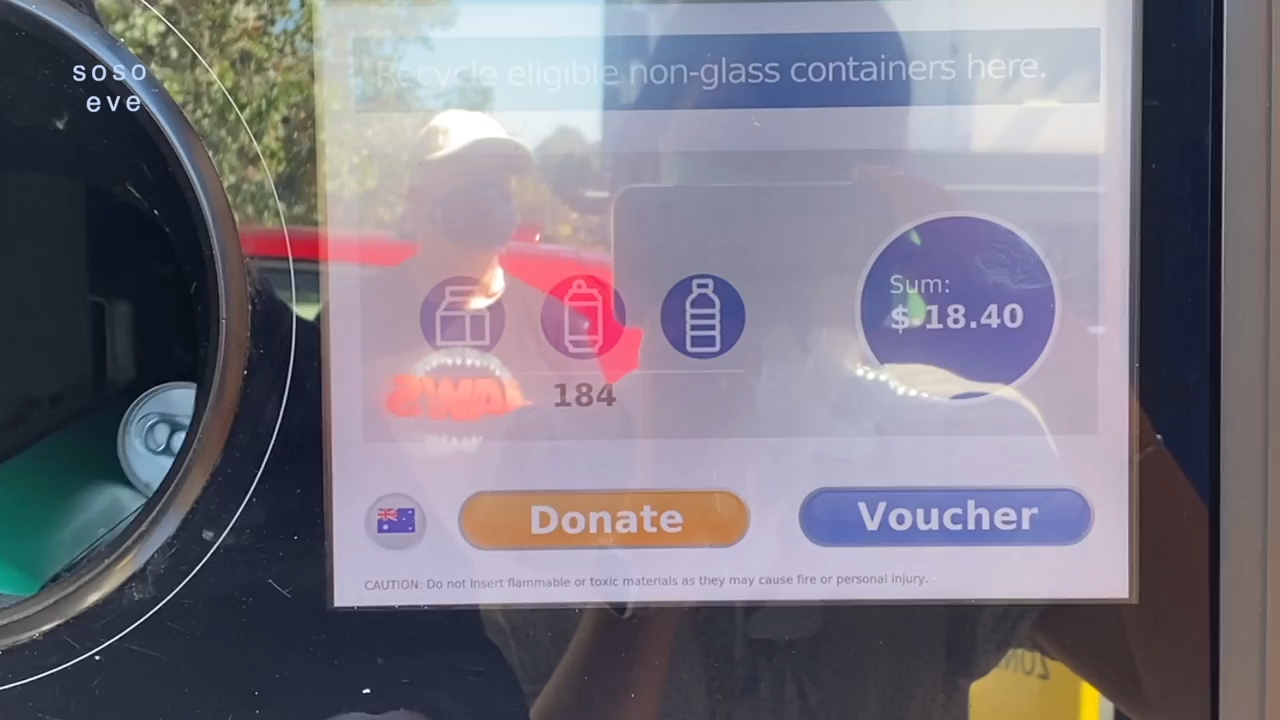 soso
eve
Recycle eligible non-glass containers here.
Sum:
$ 18.40
JAWS
184
Donate
Voucher
CAUTION: Do not insert flammable or toxic materials as they may cause fire or personal injury.